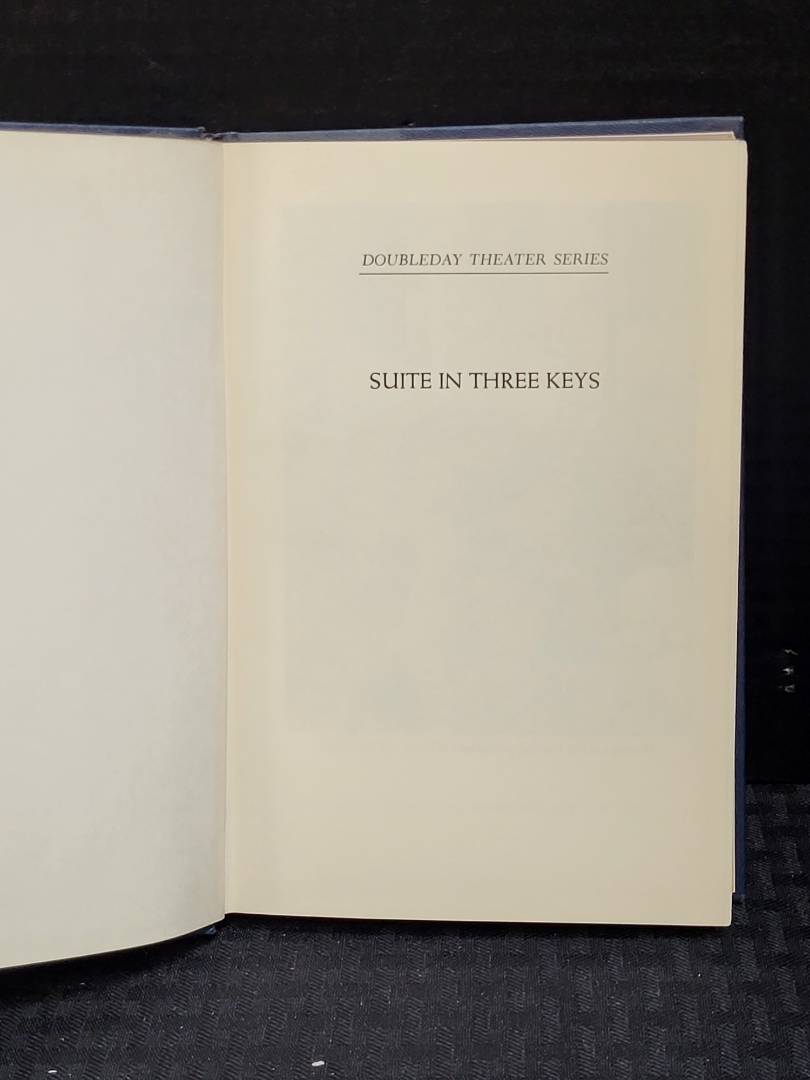 DOUBLEDAY THEATER SERIES
SUITE IN THREE KEYS